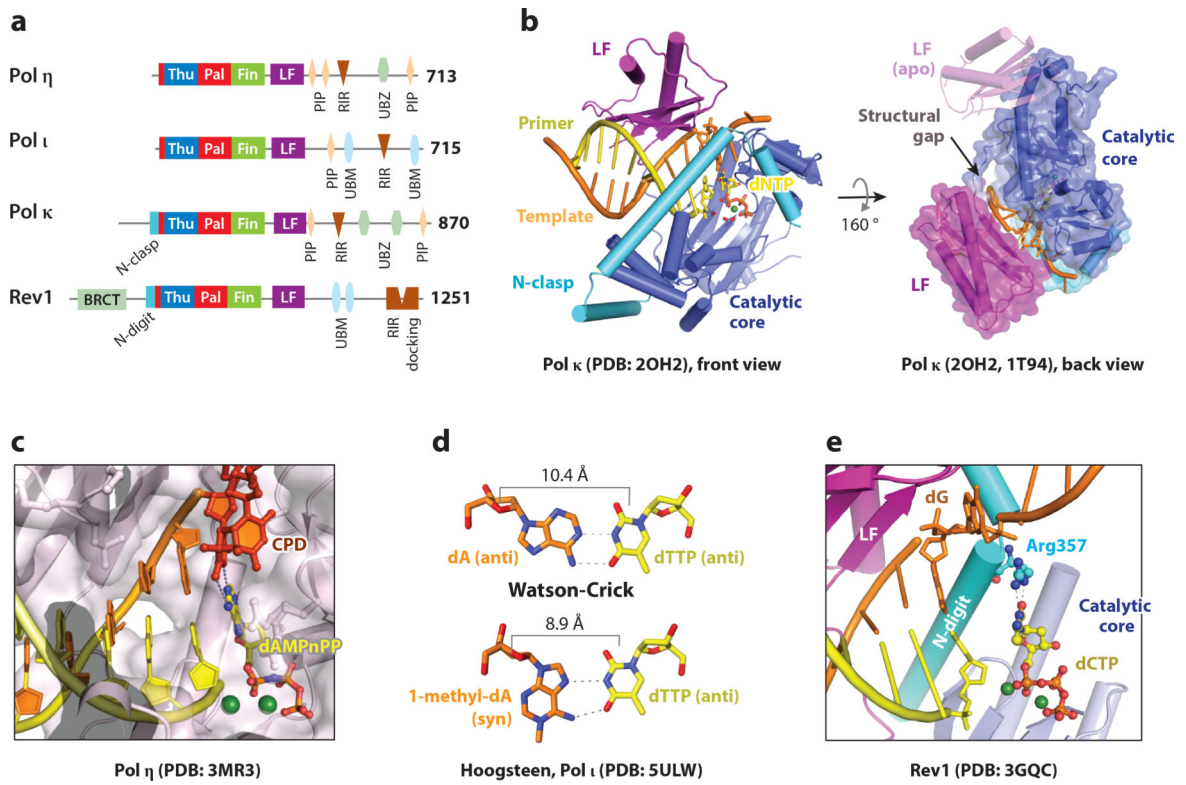 a
Pol η
Thu
Pal
Fin
LF
713
PIP
RIR
UBZ
PIP
Pol ι
Thu
Pal
Fin
LF
715
PIP
UBM
RIR
UBM
Pol κ
Thu
Pal
Fin
LF
870
N-clasp
PIP
RIR
UBZ
PIP
Rev1
BRCT
Thu
Pal
Fin
LF
1251
N-digit
UBM
RIR
docking
b
LF
Primer
dNTP
Template
N-clasp
Catalytic
core
Pol κ (PDB: 2OH2), front view
160 °
LF
(apo)
Structural
gap
Catalytic
core
LF
Pol κ (2OH2, 1T94), back view
c
CPD
dAMPnPP
Pol η (PDB: 3MR3)
d
10.4 Å
dA (anti)
dTTP (anti)
Watson-Crick
8.9 Å
1-methyl-dA
(syn)
dTTP (anti)
Hoogsteen, Pol ι (PDB: 5ULW)
e
dG
LF
Arg357
N-digit
Catalytic
core
dCTP
Rev1 (PDB: 3GQC)